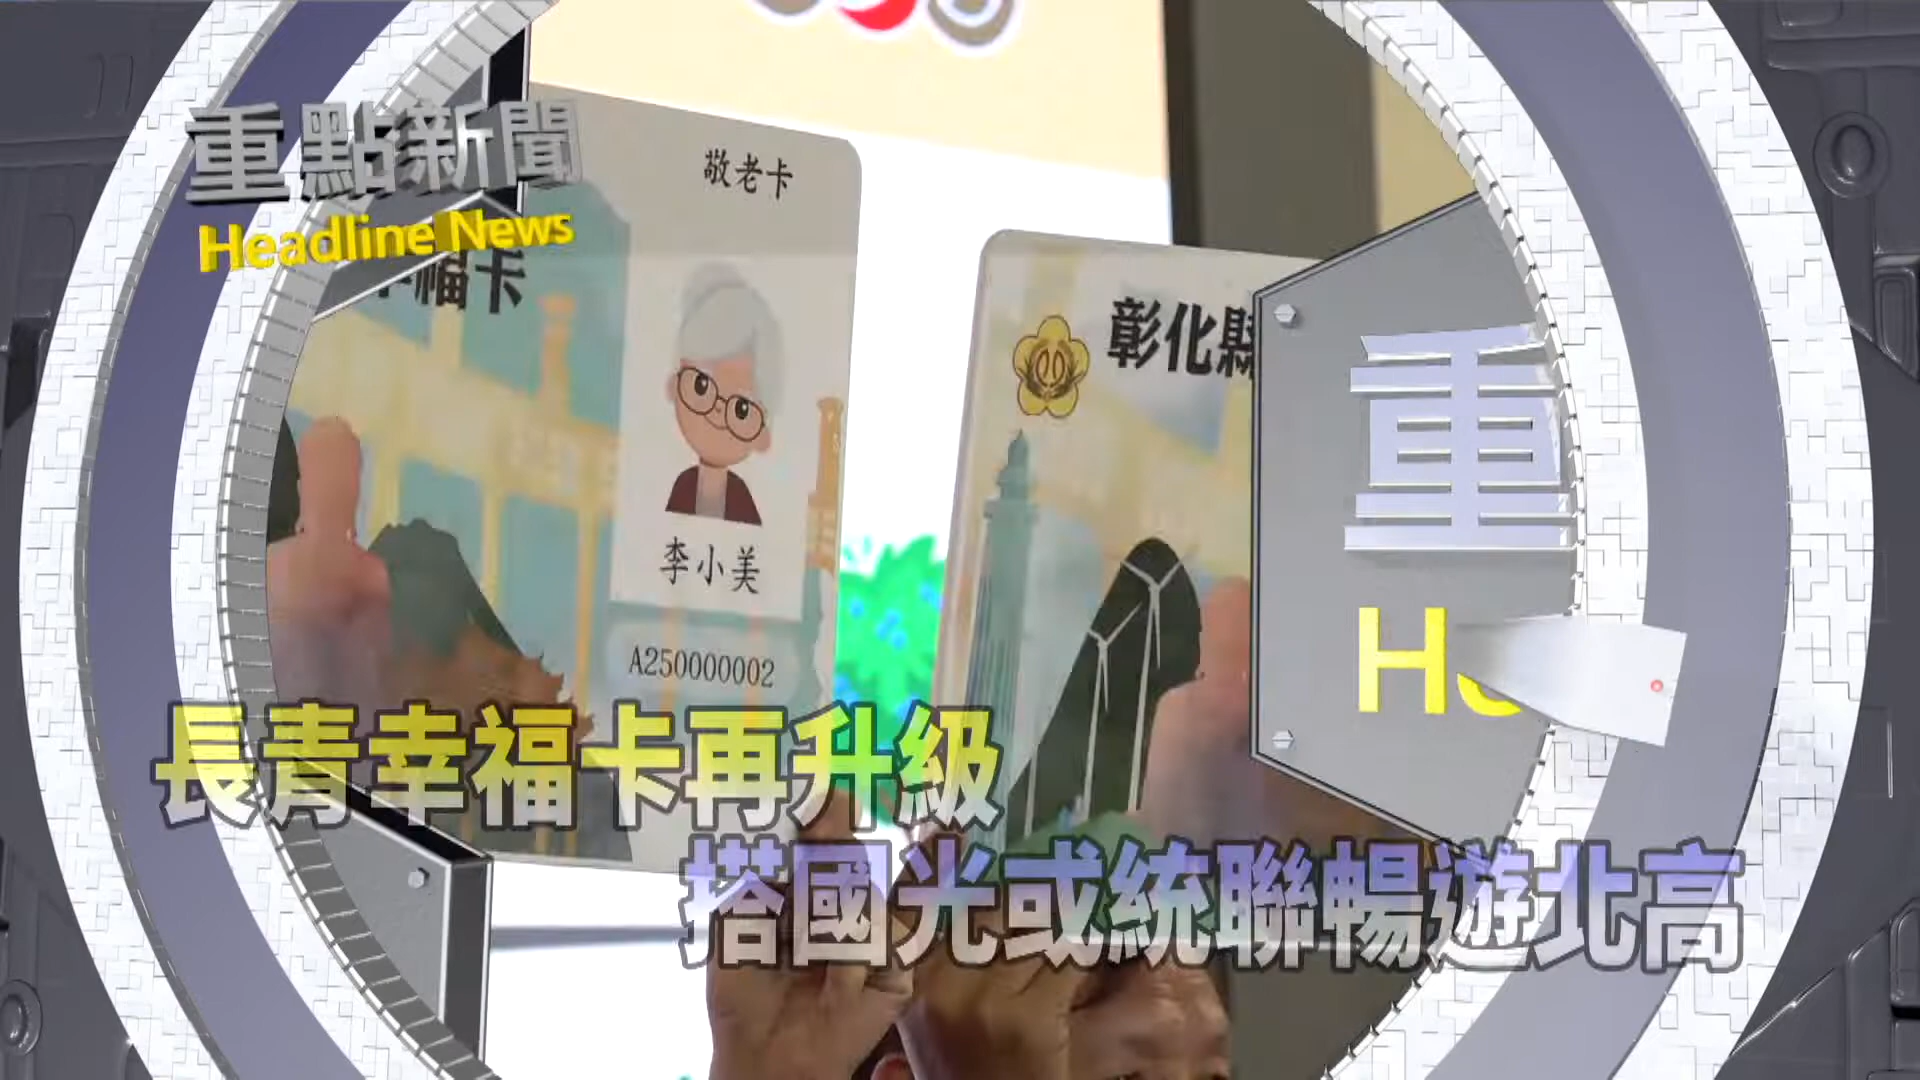 重點新聞
Headline News
敬老卡
福卡
彰化縣
重
H
李小美
A250000002
長青幸福卡再升級
搭國光或統聯暢遊北高